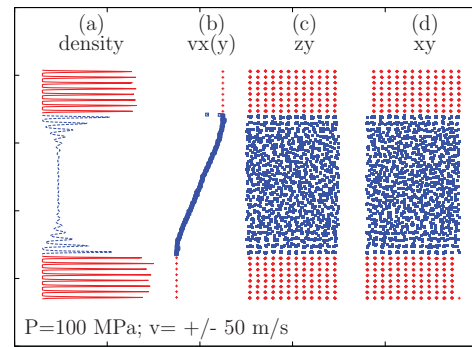 (a) (b) (c) (d)
density vx(y) zy xy
P=100 MPa; v= +/- 50 m/s